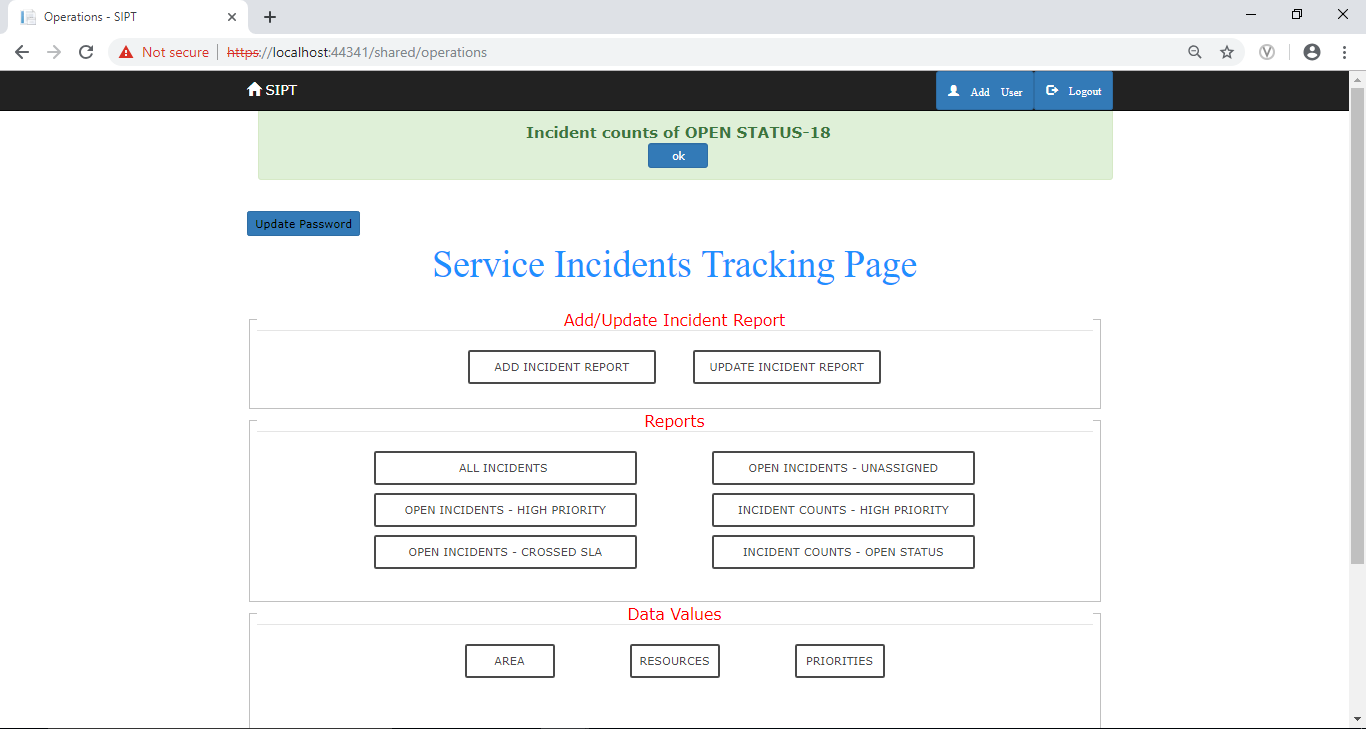 Operations - SIPT
Not secure https://localhost:44341/shared/operations
SIPT Add User Logout
Incident counts of OPEN STATUS-18
ok
Update Password
Service Incidents Tracking Page
Add/Update Incident Report
ADD INCIDENT REPORT UPDATE INCIDENT REPORT
Reports
ALL INCIDENTS OPEN INCIDENTS - UNASSIGNED
OPEN INCIDENTS - HIGH PRIORITY INCIDENT COUNTS - HIGH PRIORITY
OPEN INCIDENTS - CROSSED SLA INCIDENT COUNTS - OPEN STATUS
Data Values
AREA RESOURCES PRIORITIES